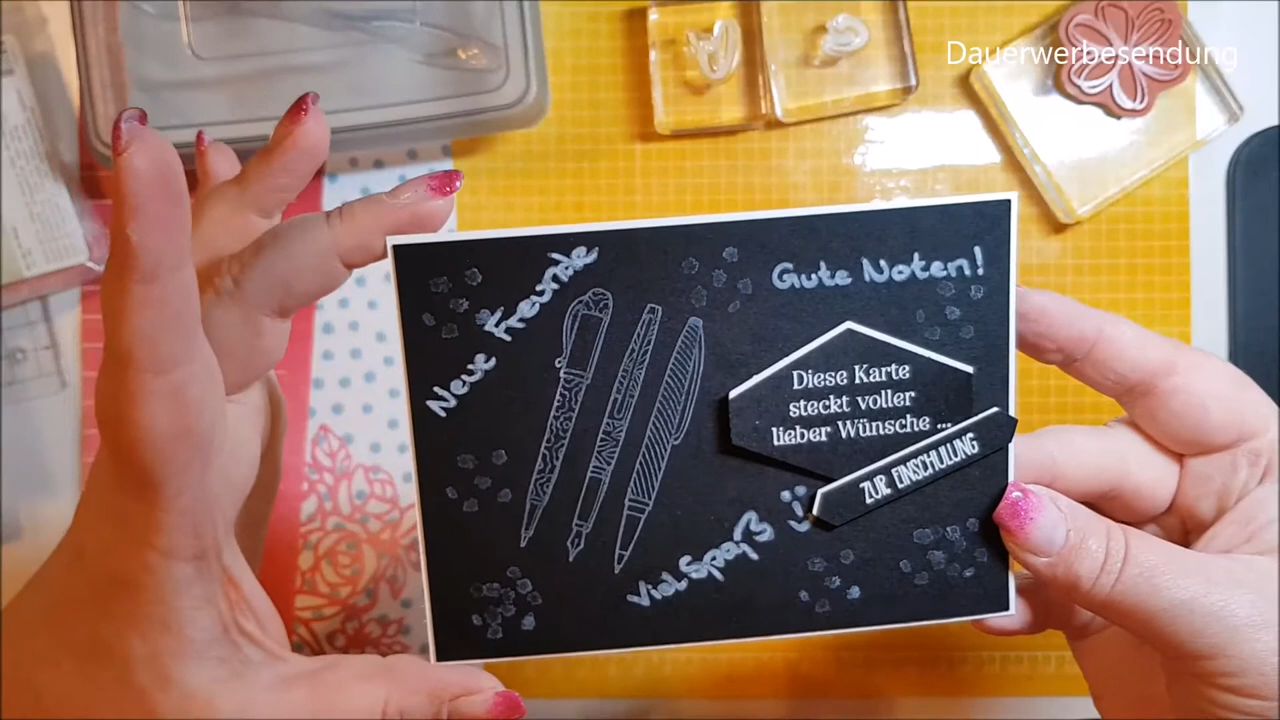 Dauerwerbesendung
Neue Freunde
Gute Noten!
Diese Karte
steckt voller
lieber Wünsche ...
ZUR EINSCHULUNG
Viel Spaß